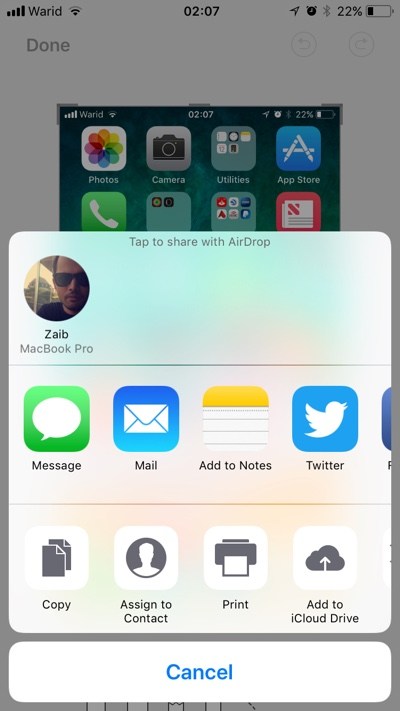 Warid 02:07 22%
Done
Warid 02:07 22%
Photos Camera Utilities App Store
Tap to share with AirDrop
Zaib
MacBook Pro
Message Mail Add to Notes Twitter
Copy Assign to Print Add to
Contact iCloud Drive
Cancel